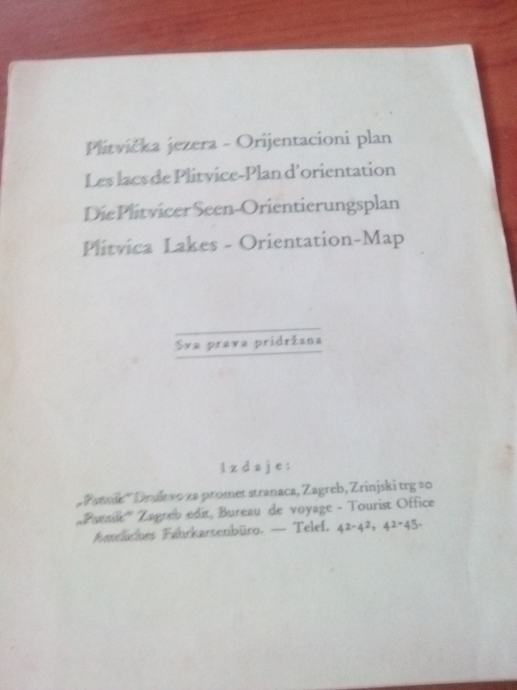 Plitvička jezera - Orijentacioni plan
Les lacs de Plitvice-Plan d'orientation
Die Plitvicer Seen-Orientierungsplan
Plitvica Lakes - Orientation-Map
Sva prava pridržana
Izdaje:
„Putnik“ Društvo za promet stranaca, Zagreb, Zrinjski trg 20
„Putnik“ Zagreb edit, Bureau de voyage - Tourist Office
Amtliches Fahrkartenbüro. — Telef. 42-42, 42-45.